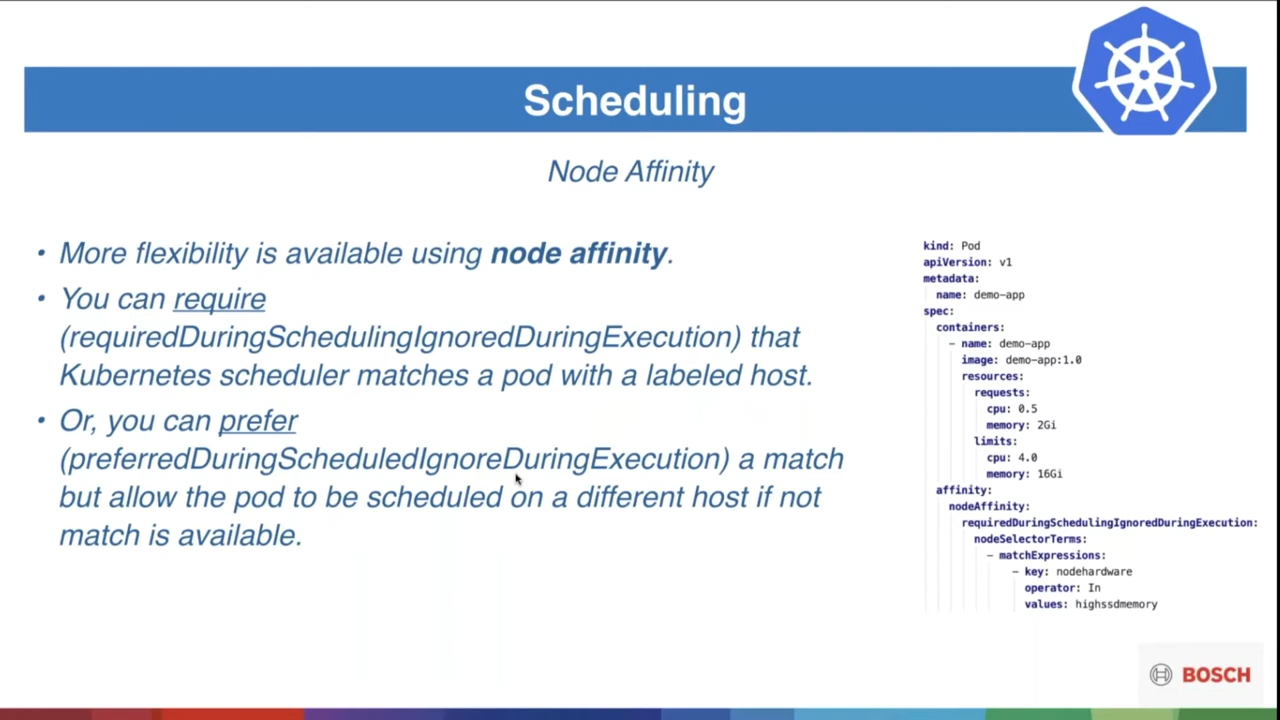 Scheduling
Node Affinity
• More flexibility is available using node affinity.
• You can require
(requiredDuringSchedulingIgnoredDuringExecution) that
Kubernetes scheduler matches a pod with a labeled host.
• Or, you can prefer
(preferredDuringScheduledIgnoreDuringExecution) a match
but allow the pod to be scheduled on a different host if not
match is available.
kind: Pod
apiVersion: v1
metadata:
name: demo-app
spec:
containers:
- name: demo-app
image: demo-app:1.0
resources:
requests:
cpu: 0.5
memory: 2Gi
limits:
cpu: 4.0
memory: 16Gi
affinity:
nodeAffinity:
requiredDuringSchedulingIgnoredDuringExecution:
nodeSelectorTerms:
- matchExpressions:
- key: nodehardware
operator: In
values: highssdmemory
BOSCH